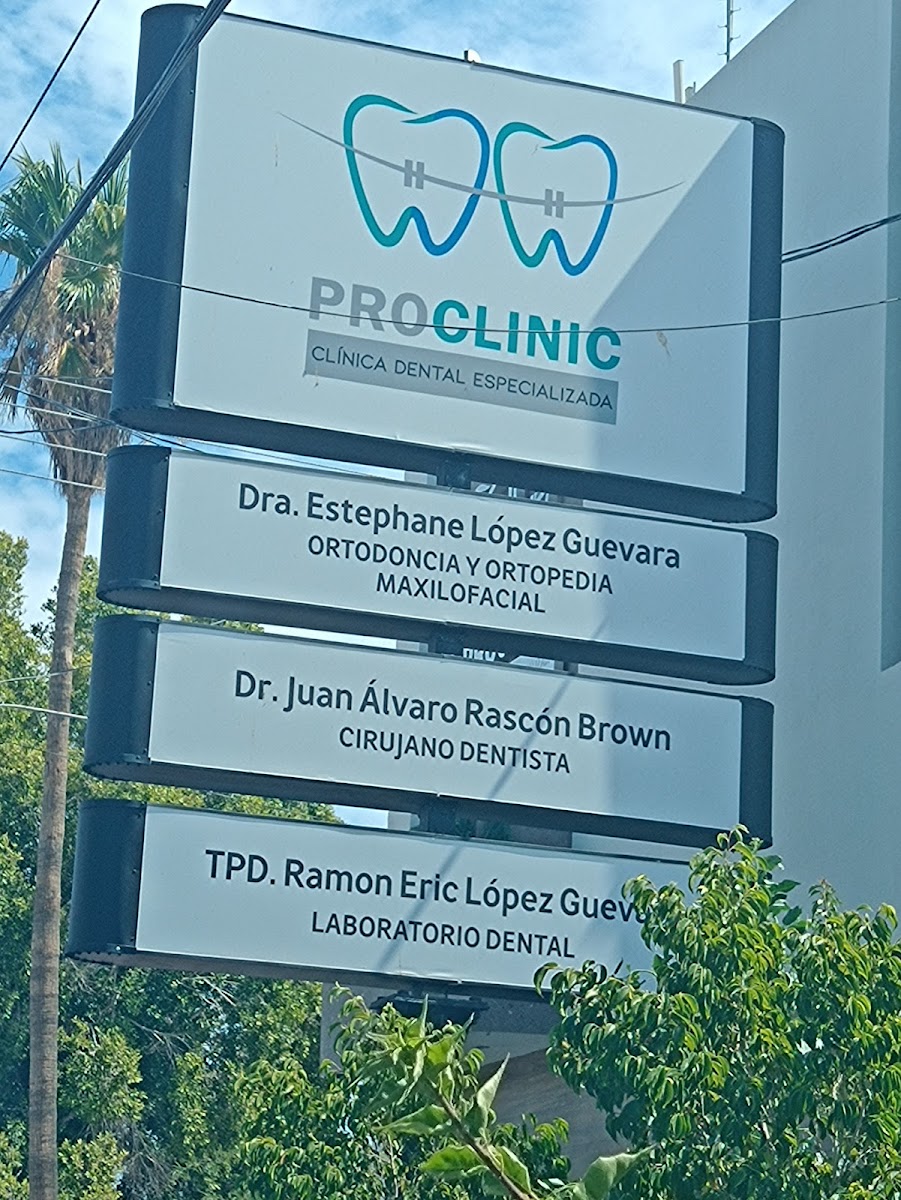 PROCLINIC
CLÍNICA DENTAL ESPECIALIZADA
Dra. Estephane López Guevara
ORTODONCIA Y ORTOPEDIA
MAXILOFACIAL
Dr. Juan Álvaro Rascón Brown
CIRUJANO DENTISTA
TPD. Ramon Eric López
LABORATORIO DENTAL